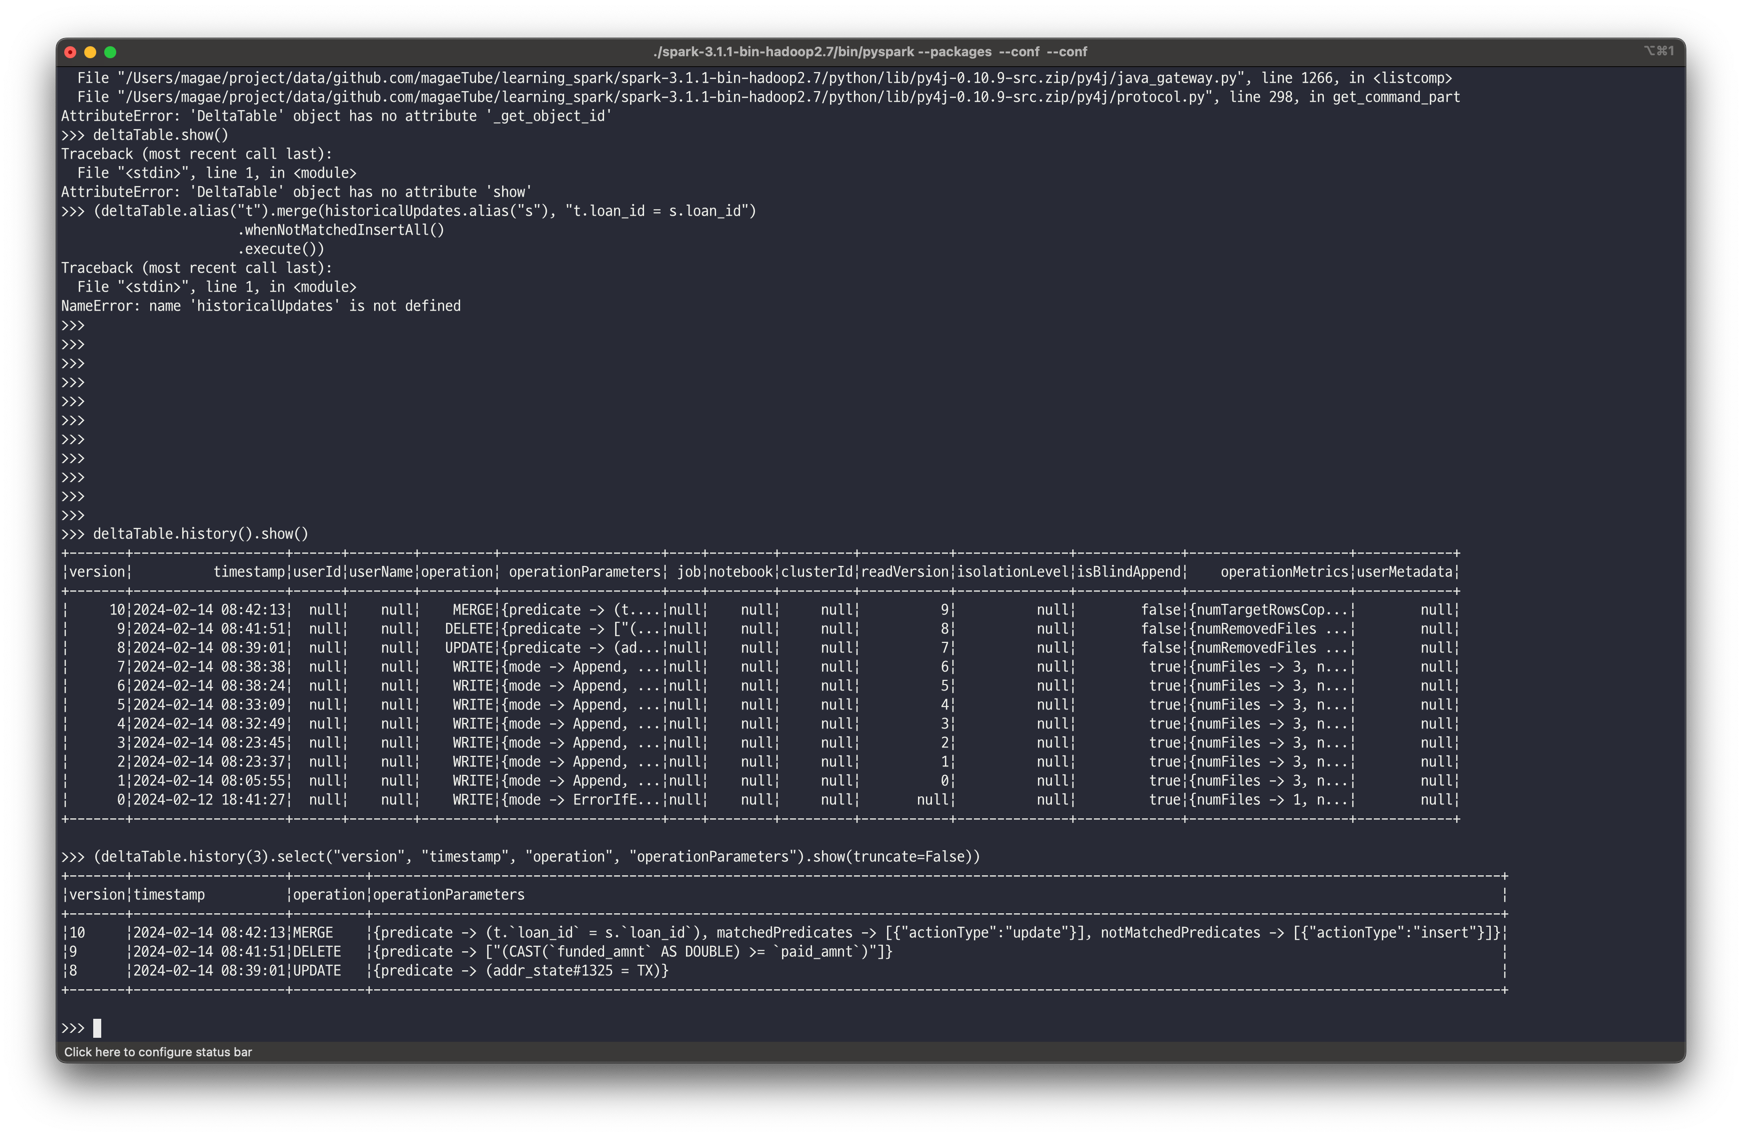 ./spark-3.1.1-bin-hadoop2.7/bin/pyspark --packages --conf --conf
⌥⌘1
File "/Users/magae/project/data/github.com/magaeTube/learning_spark/spark-3.1.1-bin-hadoop2.7/python/lib/py4j-0.10.9-src.zip/py4j/java_gateway.py", line 1266, in <listcomp>
File "/Users/magae/project/data/github.com/magaeTube/learning_spark/spark-3.1.1-bin-hadoop2.7/python/lib/py4j-0.10.9-src.zip/py4j/protocol.py", line 298, in get_command_part
AttributeError: 'DeltaTable' object has no attribute '_get_object_id'
>>> deltaTable.show()
Traceback (most recent call last):
File "<stdin>", line 1, in <module>
AttributeError: 'DeltaTable' object has no attribute 'show'
>>> (deltaTable.alias("t").merge(historicalUpdates.alias("s"), "t.loan_id = s.loan_id")
.whenNotMatchedInsertAll()
.execute())
Traceback (most recent call last):
File "<stdin>", line 1, in <module>
NameError: name 'historicalUpdates' is not defined
>>>
>>>
>>>
>>>
>>>
>>>
>>>
>>>
>>>
>>>
>>>
>>> deltaTable.history().show()
+-------+-------------------+------+--------+---------+--------------------+----+--------+---------+-----------+--------------+-------------+--------------------+------------+
|version|          timestamp|userId|userName|operation| operationParameters| job|notebook|clusterId|readVersion|isolationLevel|isBlindAppend|    operationMetrics|userMetadata|
+-------+-------------------+------+--------+---------+--------------------+----+--------+---------+-----------+--------------+-------------+--------------------+------------+
|     10|2024-02-14 08:42:13|  null|    null|    MERGE|{predicate -> (t....|null|    null|     null|          9|          null|        false|{numTargetRowsCop...|        null|
|      9|2024-02-14 08:41:51|  null|    null|   DELETE|{predicate -> ["(...|null|    null|     null|          8|          null|        false|{numRemovedFiles ...|        null|
|      8|2024-02-14 08:39:01|  null|    null|   UPDATE|{predicate -> (ad...|null|    null|     null|          7|          null|        false|{numRemovedFiles ...|        null|
|      7|2024-02-14 08:38:38|  null|    null|    WRITE|{mode -> Append, ...|null|    null|     null|          6|          null|         true|{numFiles -> 3, n...|        null|
|      6|2024-02-14 08:38:24|  null|    null|    WRITE|{mode -> Append, ...|null|    null|     null|          5|          null|         true|{numFiles -> 3, n...|        null|
|      5|2024-02-14 08:33:09|  null|    null|    WRITE|{mode -> Append, ...|null|    null|     null|          4|          null|         true|{numFiles -> 3, n...|        null|
|      4|2024-02-14 08:32:49|  null|    null|    WRITE|{mode -> Append, ...|null|    null|     null|          3|          null|         true|{numFiles -> 3, n...|        null|
|      3|2024-02-14 08:23:45|  null|    null|    WRITE|{mode -> Append, ...|null|    null|     null|          2|          null|         true|{numFiles -> 3, n...|        null|
|      2|2024-02-14 08:23:37|  null|    null|    WRITE|{mode -> Append, ...|null|    null|     null|          1|          null|         true|{numFiles -> 3, n...|        null|
|      1|2024-02-14 08:05:55|  null|    null|    WRITE|{mode -> Append, ...|null|    null|     null|          0|          null|         true|{numFiles -> 3, n...|        null|
|      0|2024-02-12 18:41:27|  null|    null|    WRITE|{mode -> ErrorIfE...|null|    null|     null|       null|          null|         true|{numFiles -> 1, n...|        null|
+-------+-------------------+------+--------+---------+--------------------+----+--------+---------+-----------+--------------+-------------+--------------------+------------+
>>> (deltaTable.history(3).select("version", "timestamp", "operation", "operationParameters").show(truncate=False))
+-------+-------------------+---------+---------------------------------------------------------------------------------------------------------------------------------------------+
|version|timestamp          |operation|operationParameters                                                                                                                          |
+-------+-------------------+---------+---------------------------------------------------------------------------------------------------------------------------------------------+
|10     |2024-02-14 08:42:13|MERGE    |{predicate -> (t.`loan_id` = s.`loan_id`), matchedPredicates -> [{"actionType":"update"}], notMatchedPredicates -> [{"actionType":"insert"}]}|
|9      |2024-02-14 08:41:51|DELETE   |{predicate -> ["(CAST(`funded_amnt` AS DOUBLE) >= `paid_amnt`)"]}                                                                            |
|8      |2024-02-14 08:39:01|UPDATE   |{predicate -> (addr_state#1325 = TX)}                                                                                                        |
+-------+-------------------+---------+---------------------------------------------------------------------------------------------------------------------------------------------+
>>>
Click here to configure status bar